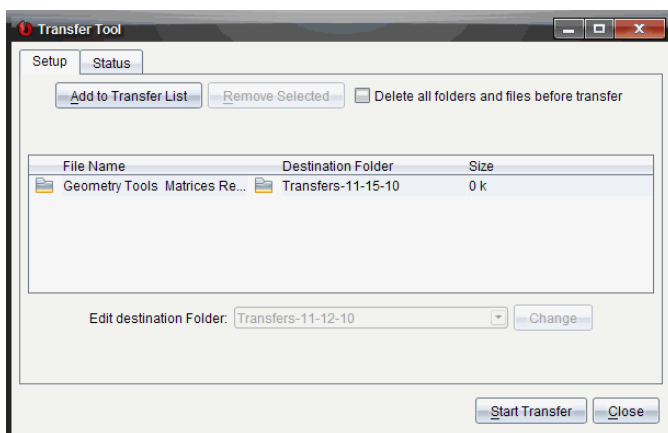 Transfer Tool
Setup Status
Add to Transfer List Remove Selected Delete all folders and files before transfer
File Name Destination Folder Size
Geometry Tools Matrices Re... Transfers-11-15-10 0 k
Edit destination Folder: Transfers-11-12-10 Change
Start Transfer Close